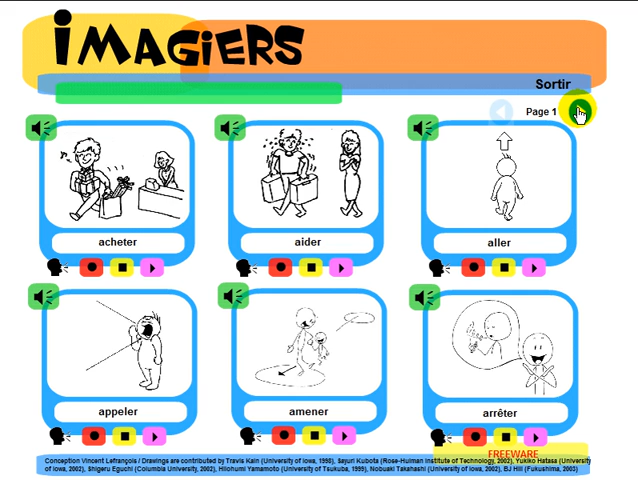 iMAGiERS
Sortir
Page 1
acheter
aider
aller
appeler
amener
arrêter
FREEWARE
Conception Vincent Lefrançois / Drawings are contributed by Travis Kain (University of Iowa, 1998), Sayuri Kubota (Rose-Hulman Institute of Technology, 2002), Yukiko Hatasa (University
of Iowa, 2002), Shigeru Eguchi (Columbia University, 2002), Hilohumi Yamamoto (University of Tsukuba, 1999), Nobuaki Takahashi (University of Iowa, 2002), BJ Hill (Fukushima, 2003)